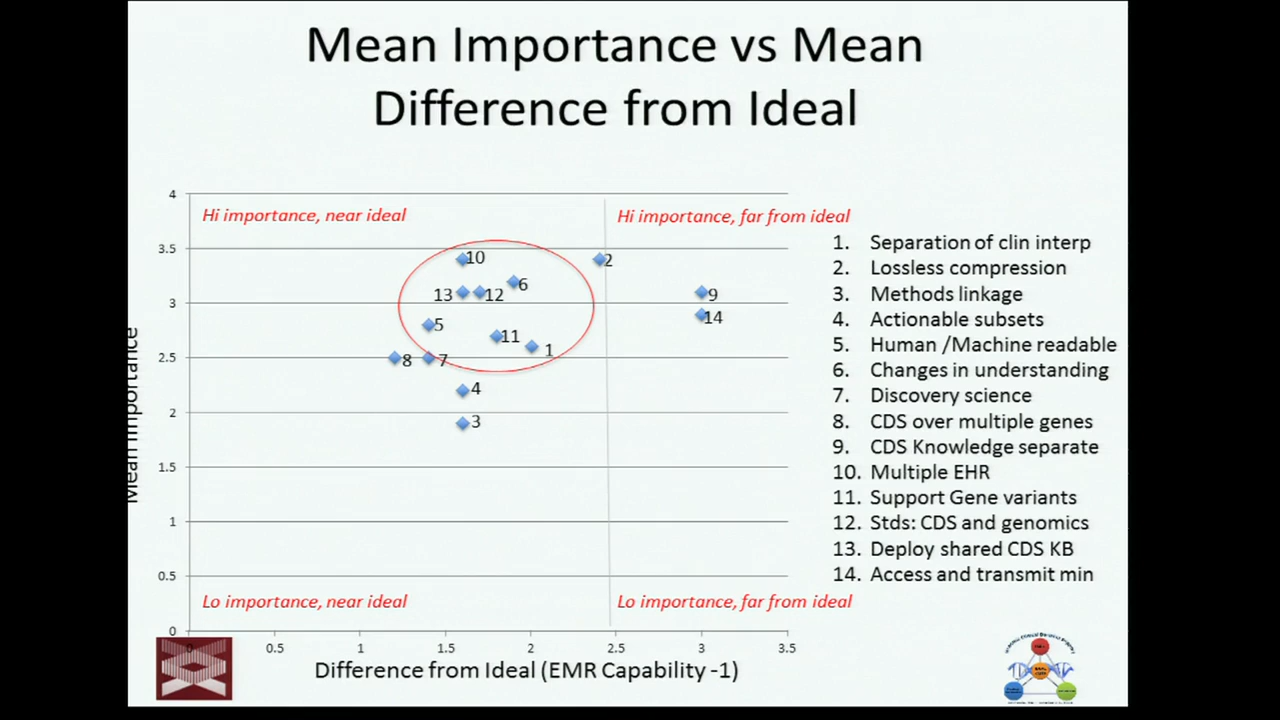 Mean Importance vs Mean
Difference from Ideal
4
Hi importance, near ideal
Hi importance, far from ideal
3.5
10
2
6
13
12
9
3
14
5
11
1
2.5
8
7
4
2
3
1.5
1
0.5
Lo importance, near ideal
Lo importance, far from ideal
0
0
0.5
1
1.5
2
2.5
3
3.5
Mean Importance
Difference from Ideal (EMR Capability -1)
1. Separation of clin interp
2. Lossless compression
3. Methods linkage
4. Actionable subsets
5. Human /Machine readable
6. Changes in understanding
7. Discovery science
8. CDS over multiple genes
9. CDS Knowledge separate
10. Multiple EHR
11. Support Gene variants
12. Stds: CDS and genomics
13. Deploy shared CDS KB
14. Access and transmit min